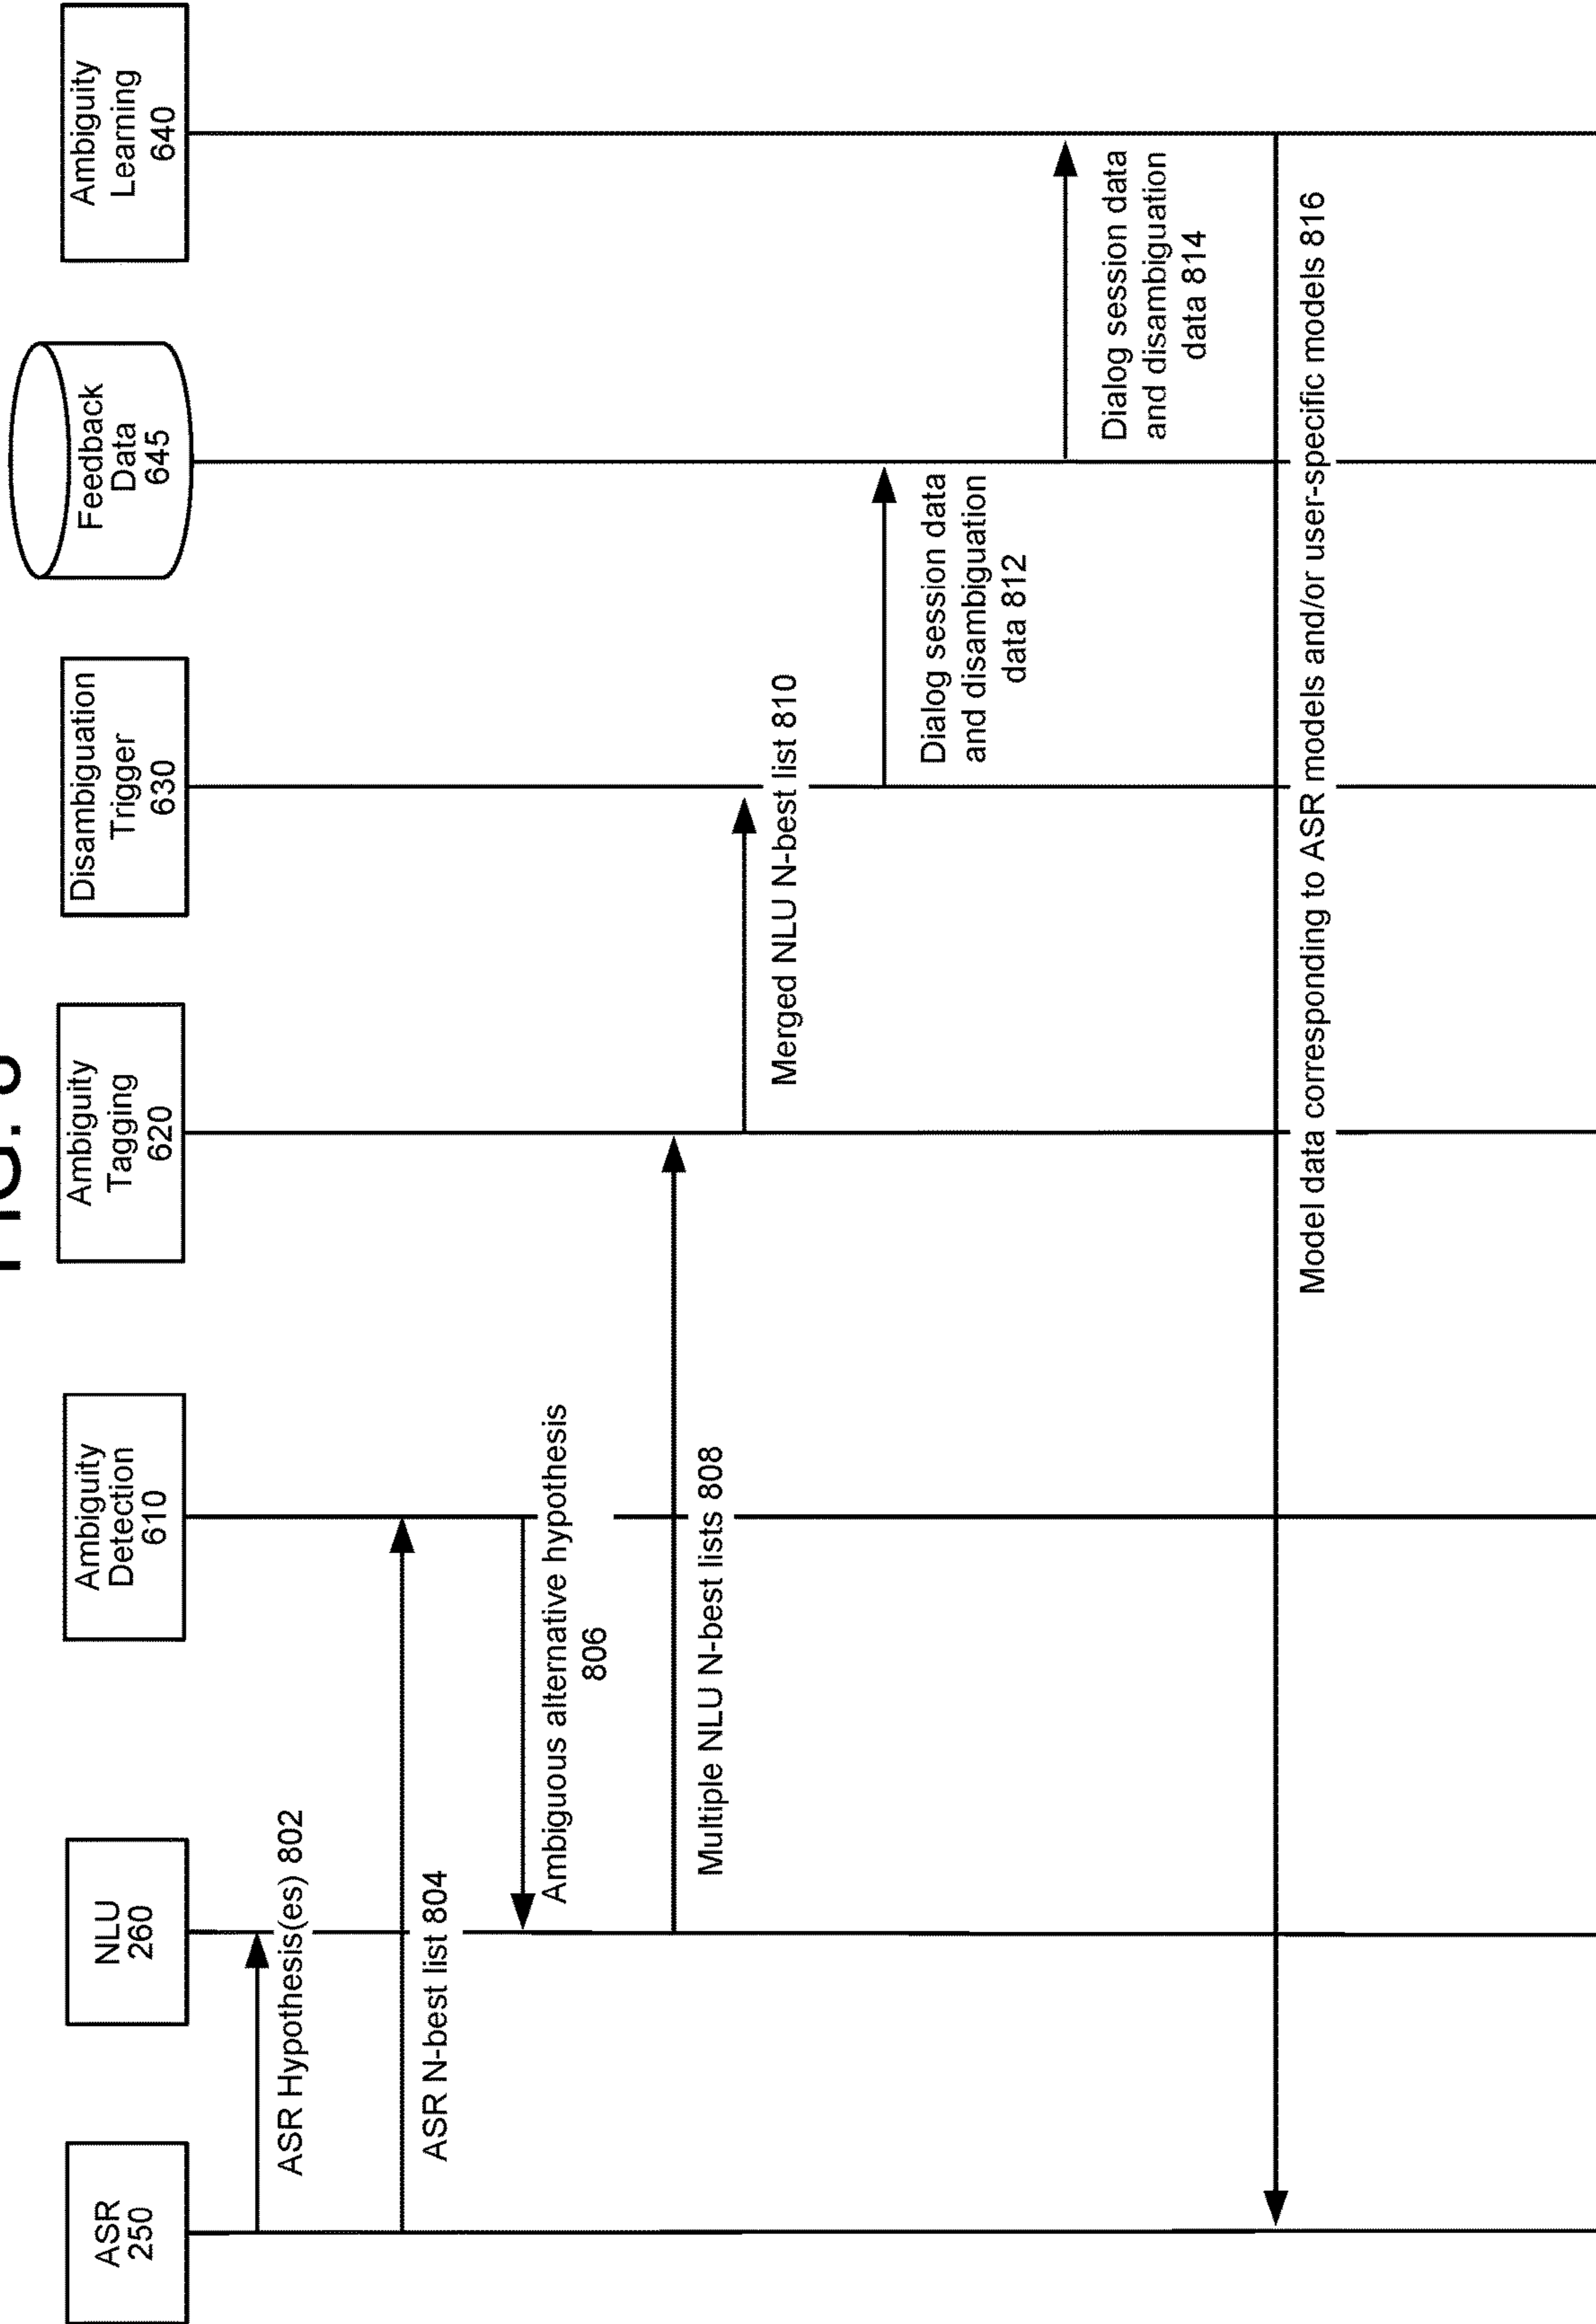 ASR
250
NLU
260
Ambiguity
Detection
610
Ambiguity
Tagging
620
Disambiguation
Trigger
630
Feedback
Data
645
Ambiguity
Learning
640
ASR Hypothesis(es) 802
ASR N-best list 804
Ambiguous alternative hypothesis
806
Multiple NLU N-best lists 808
Merged NLU N-best list 810
Dialog session data
and disambiguation
data 812
Dialog session data
and disambiguation
data 814
Model data corresponding to ASR models and/or user-specific models 816